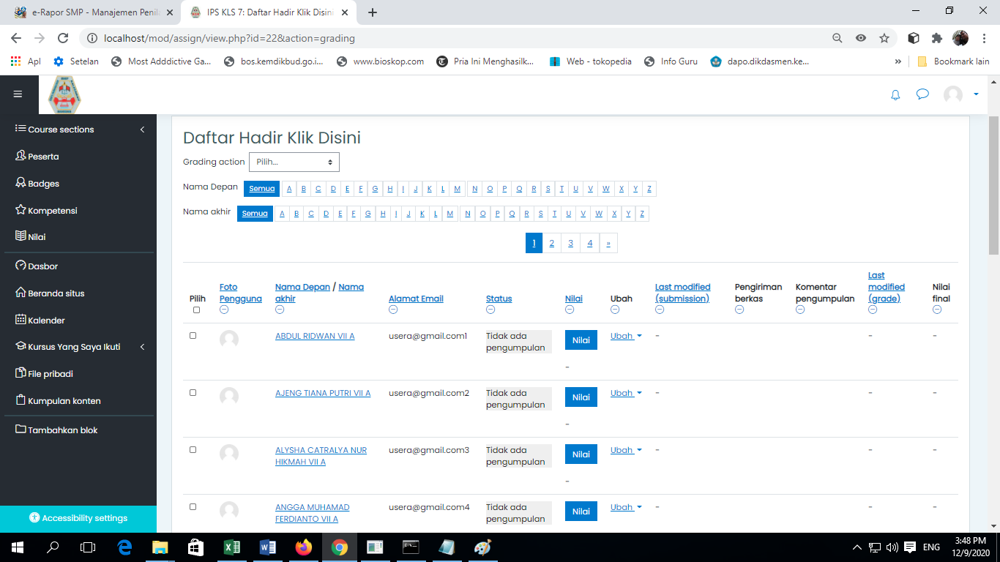 e-Rapor SMP - Manajemen Penil
IPS KLS 7: Daftar Hadir Klik Disini
localhost/mod/assign/view.php?id=22&action=grading
Apl Setelan Most Adddictive Ga... bos.kemdikbud.go.i... www.bioskop.com Pria Ini Menghasilk... Web - tokopedia Info Guru dapo.dikdasmen.ke... » Bookmark lain
Course sections
Peserta
Badges
Kompetensi
Nilai
Dasbor
Beranda situs
Kalender
Kursus Yang Saya Ikuti
File pribadi
Kumpulan konten
Tambahkan blok
Accessibility settings
Daftar Hadir Klik Disini
Grading action Pilih...
Nama Depan Semua A B C D E F G H I J K L M N O P Q R S T U V W X Y Z
Nama akhir Semua A B C D E F G H I J K L M N O P Q R S T U V W X Y Z
1 2 3 4 »
Pilih
Foto
Pengguna
Nama Depan / Nama
akhir
Alamat Email
Status
Nilai
Ubah
Last modified
(submission)
Pengiriman
berkas
Komentar
pengumpulan
Last
modified
(grade)
Nilai
final
ABDUL RIDWAN VII A
usera@gmail.com1
Tidak ada
pengumpulan
Nilai
-
Ubah
-
-
-
AJENG TIANA PUTRI VII A
usera@gmail.com2
Tidak ada
pengumpulan
Nilai
-
Ubah
-
-
-
ALYSHA CATRALYA NUR
HIKMAH VII A
usera@gmail.com3
Tidak ada
pengumpulan
Nilai
-
Ubah
-
-
-
ANGGA MUHAMAD
FERDIANTO VII A
usera@gmail.com4
Tidak ada
pengumpulan
Nilai
Ubah
-
-
-
ENG
3:48 PM
12/9/2020